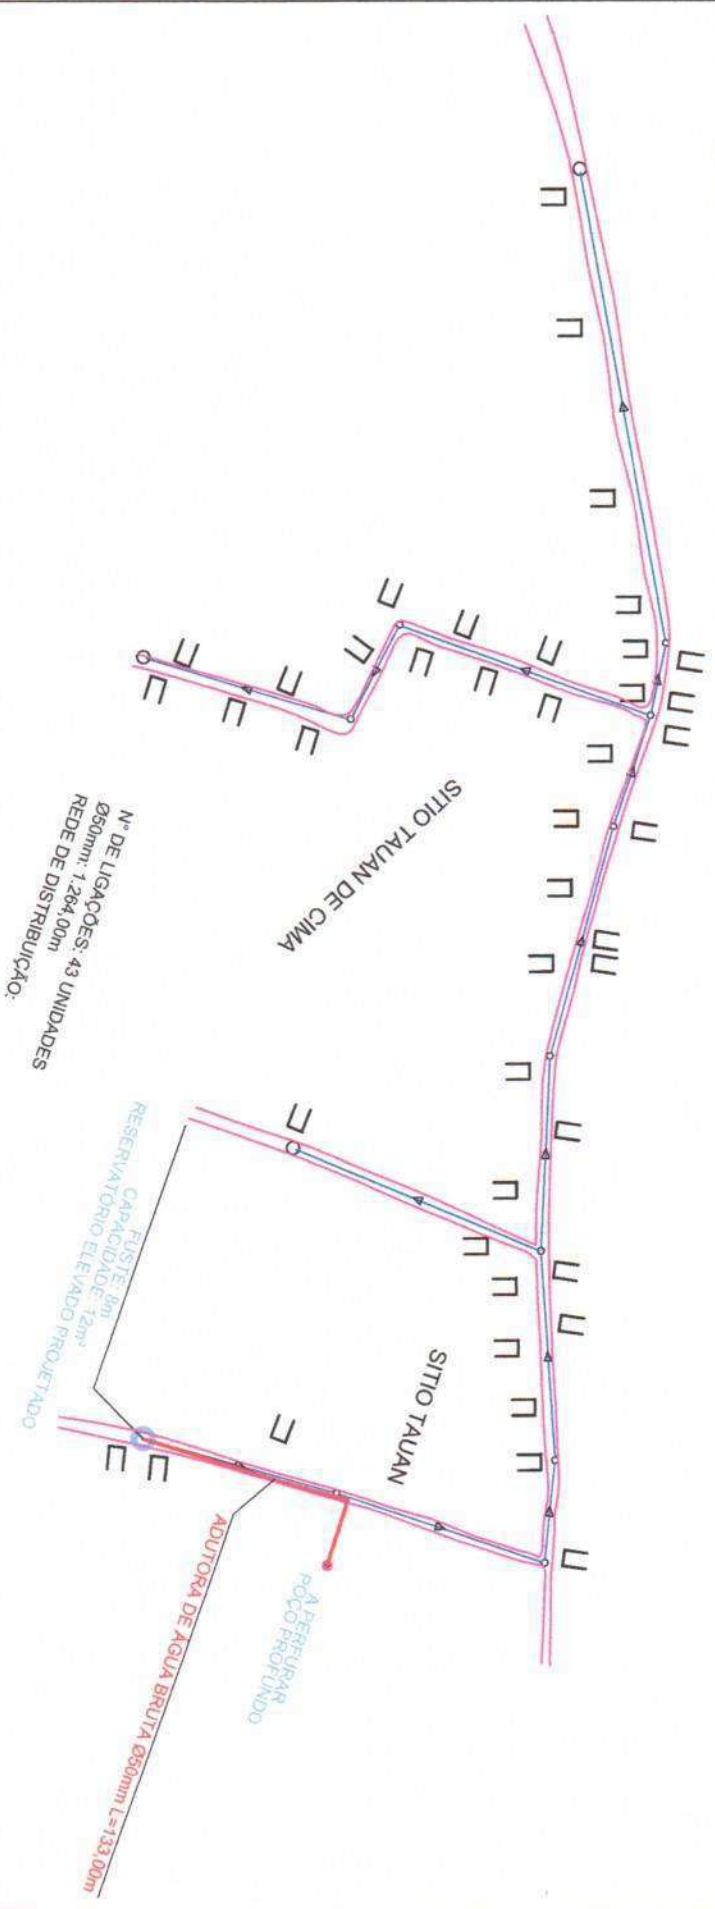 SITIO TAUAN DE CIMA
REDE DE DISTRIBUIÇÃO:
Ø50mm: 1.264,00m
N° DE LIGAÇÕES: 43 UNIDADES
SITIO TAUAN
RESERVATÓRIO ELEVADO PROJETADO
CAPACIDADE: 12m³
FUSTE: 8m
POÇO PROFUNDO
A PERFURAR
ADUTORA DE ÁGUA BRUTA Ø50mm L=133,00m